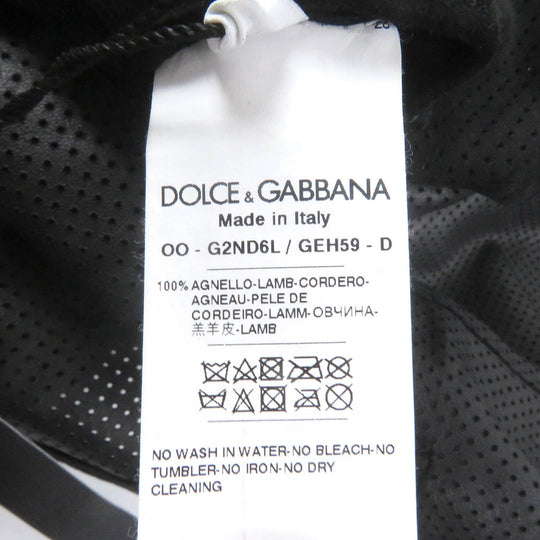 DOLCE & GABBANA
Made in Italy
OO - G2ND6L / GEH59 - D
100% AGNELLO-LAMB-CORDERO-
AGNEAU-PELE DE
CORDEIRO-LAMM-ОВЧИНА-
羔羊皮-LAMB
NO WASH IN WATER-NO BLEACH-NO
TUMBLER-NO IRON-NO DRY
CLEANING